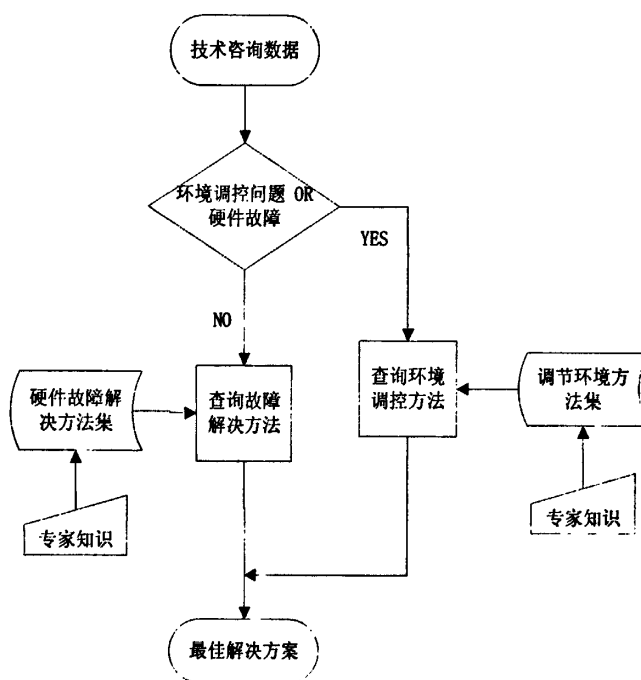 技术咨询数据
环境调控问题 OR
硬件故障
YES
NO
硬件故障解
决方法集
查询故障
解决方法
查询环境
调控方法
调节环境方
法集
专家知识
专家知识
最佳解决方案